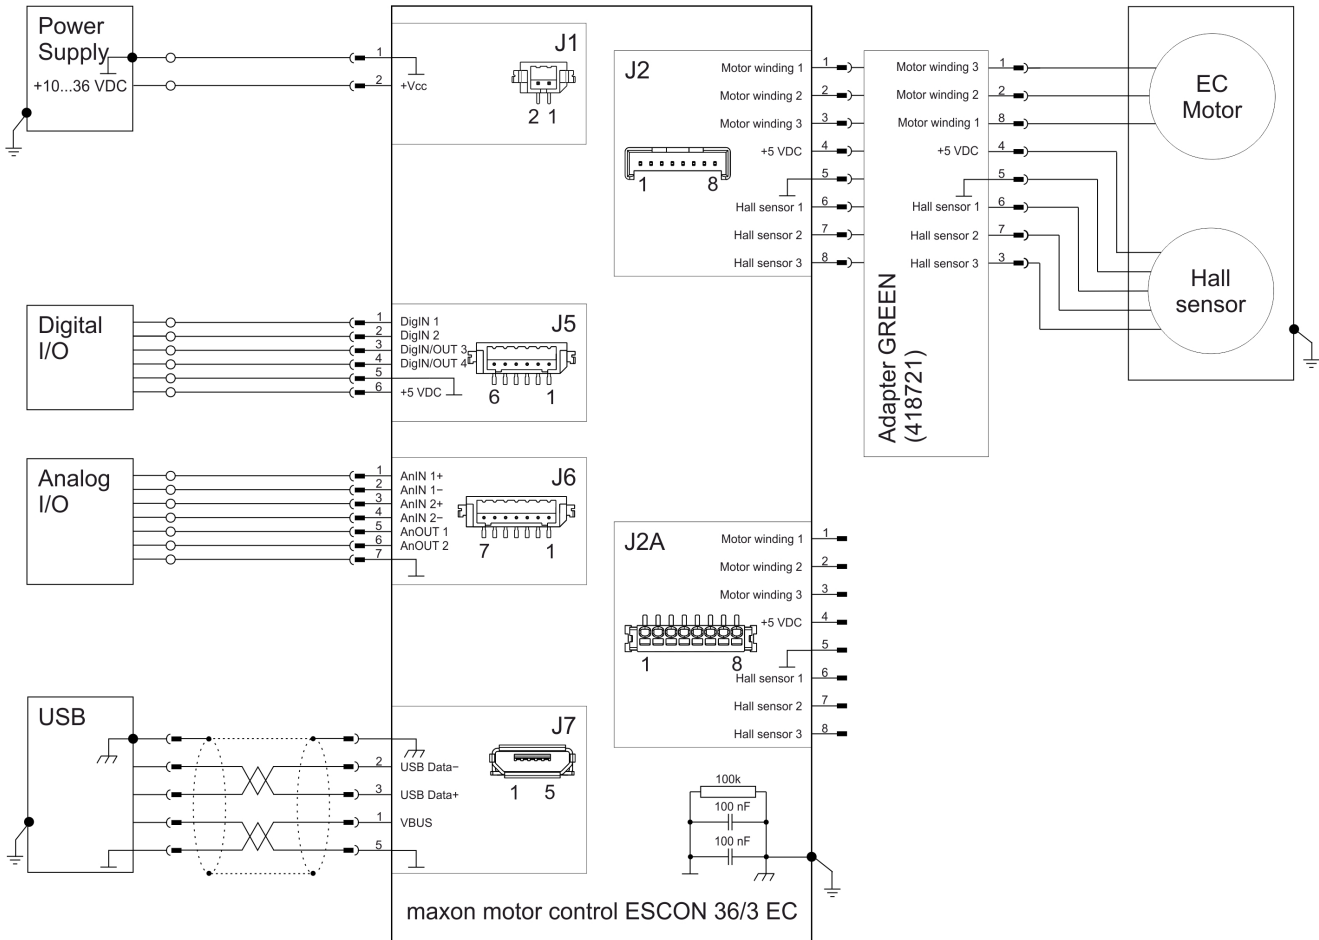 Power
Supply
+10...36 VDC
1
2
+Vcc
J1
2 1
Digital
I/O
1
2
3
4
5
6
DigIN 1
DigIN 2
DigIN/OUT 3
DigIN/OUT 4
+5 VDC
J5
6 1
Analog
I/O
1
2
3
4
5
6
7
AnIN 1+
AnIN 1−
AnIN 2+
AnIN 2−
AnOUT 1
AnOUT 2
J6
7 1
USB
2
3
1
5
USB Data−
USB Data+
VBUS
J7
1 5
J2
1 8
Motor winding 1 1
Motor winding 2 2
Motor winding 3 3
+5 VDC 4
5
Hall sensor 1 6
Hall sensor 2 7
Hall sensor 3 8
Motor winding 3 1
Motor winding 2 2
Motor winding 1 8
+5 VDC 4
5
Hall sensor 1 6
Hall sensor 2 7
Hall sensor 3 3
Adapter GREEN
(418721)
EC
Motor
Hall
sensor
J2A
1 8
Motor winding 1 1
Motor winding 2 2
Motor winding 3 3
+5 VDC 4
5
Hall sensor 1 6
Hall sensor 2 7
Hall sensor 3 8
100k
100 nF
100 nF
maxon motor control ESCON 36/3 EC